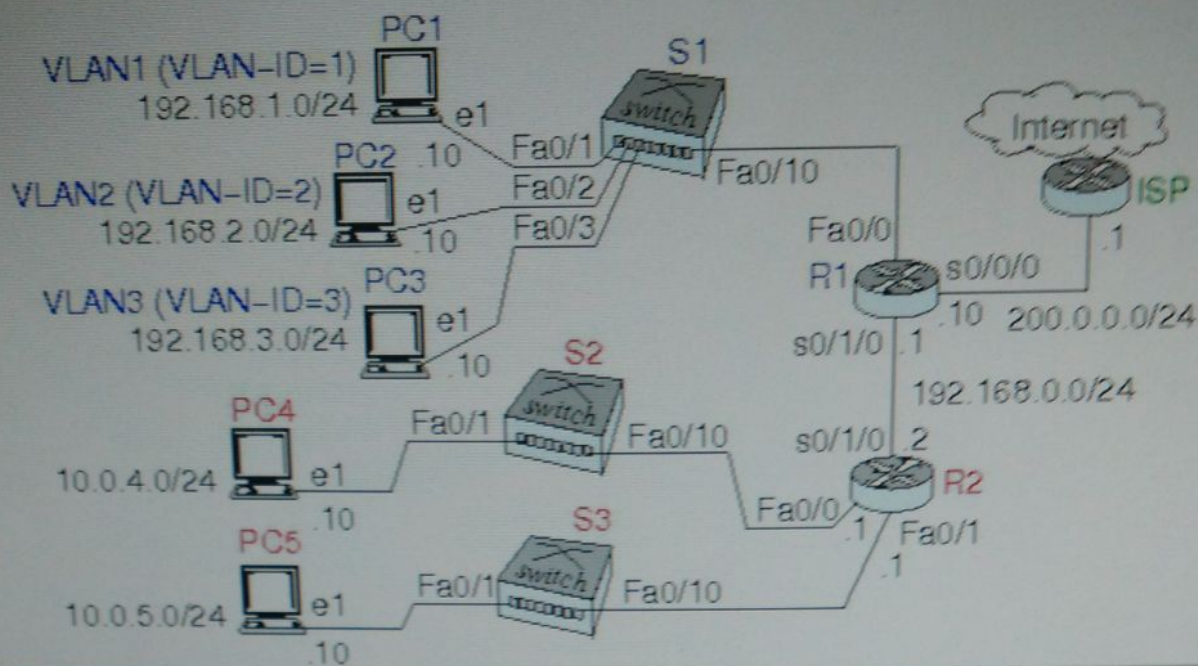 PC1
VLAN1 (VLAN-ID=1)
192.168.1.0/24
e1
.10
S1
switch
Fa0/1
Fa0/2
Fa0/3
Fa0/10
Internet
ISP
.1
PC2
VLAN2 (VLAN-ID=2)
192.168.2.0/24
e1
.10
Fa0/0
R1
s0/0/0
.10
200.0.0.0/24
s0/1/0
.1
PC3
VLAN3 (VLAN-ID=3)
192.168.3.0/24
e1
.10
192.168.0.0/24
S2
switch
PC4
Fa0/1
Fa0/10
10.0.4.0/24
e1
.10
s0/1/0
.2
R2
Fa0/0
.1
Fa0/1
.1
S3
switch
PC5
Fa0/1
Fa0/10
10.0.5.0/24
e1
.10